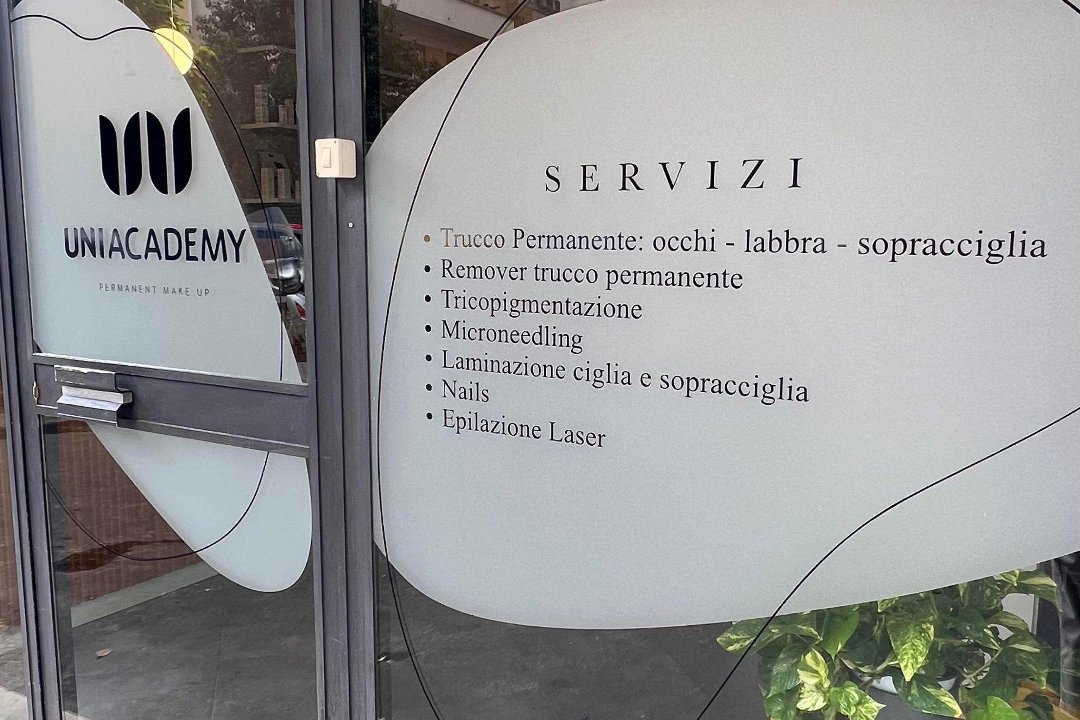 UNIACADEMY
PERMANENT MAKE UP
SERVIZI
• Trucco Permanente: occhi - labbra - sopracciglia
• Remover trucco permanente
• Tricopigmentazione
• Microneedling
• Laminazione ciglia e sopracciglia
• Nails
• Epilazione Laser